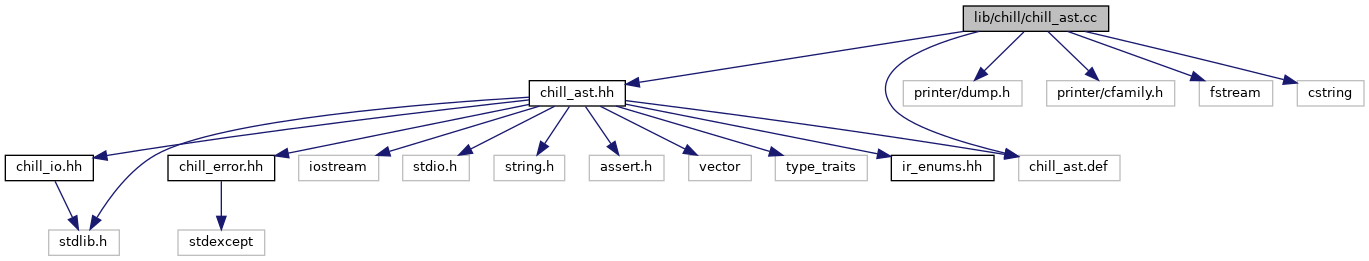 lib/chill/chill_ast.cc
chill_ast.hh
printer/dump.h
printer/cfamily.h
fstream
cstring
chill_io.hh
chill_error.hh
iostream
stdio.h
string.h
assert.h
vector
type_traits
ir_enums.hh
chill_ast.def
stdlib.h
stdexcept